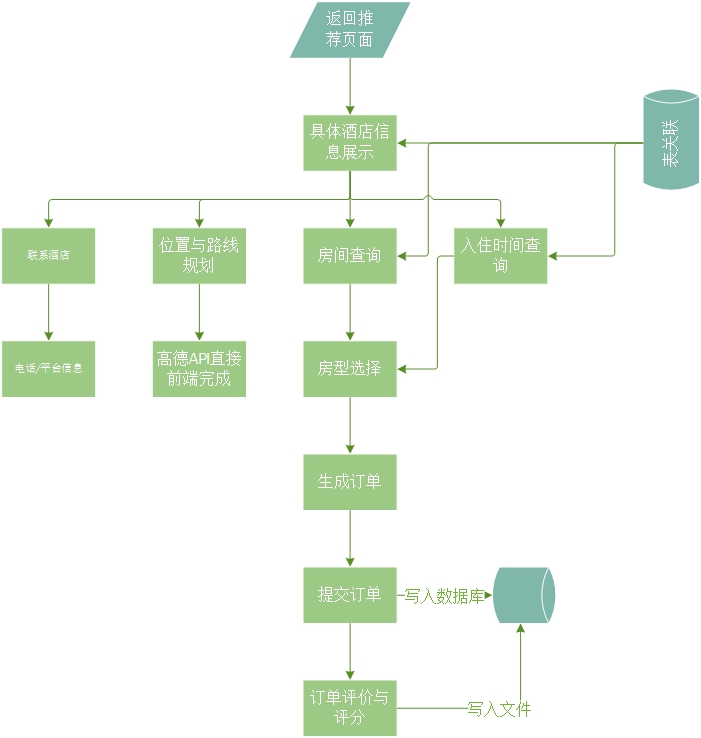 返回推
荐页面
具体酒店信
息展示
表关联
联系酒店
位置与路线
规划
房间查询
入住时间查
询
电话/平台信息
高德API直接
前端完成
房型选择
生成订单
提交订单
写入数据库
订单评价与
评分
写入文件